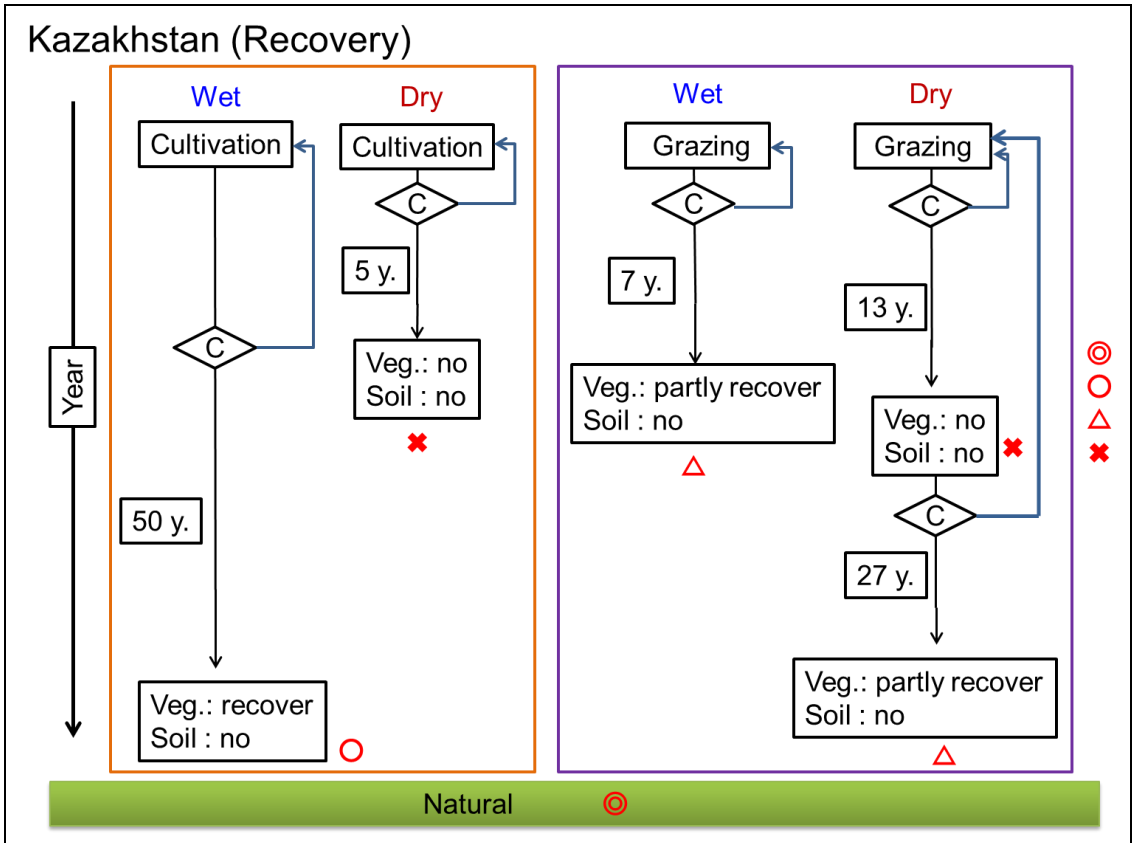 Kazakhstan (Recovery)
Wet
Dry
Cultivation
Cultivation
C
5 y.
Veg.: no
Soil : no
C
50 y.
Veg.: recover
Soil : no
Year
Wet
Dry
Grazing
Grazing
C
C
7 y.
13 y.
Veg.: partly recover
Soil : no
Veg.: no
Soil : no
C
27 y.
Veg.: partly recover
Soil : no
Natural